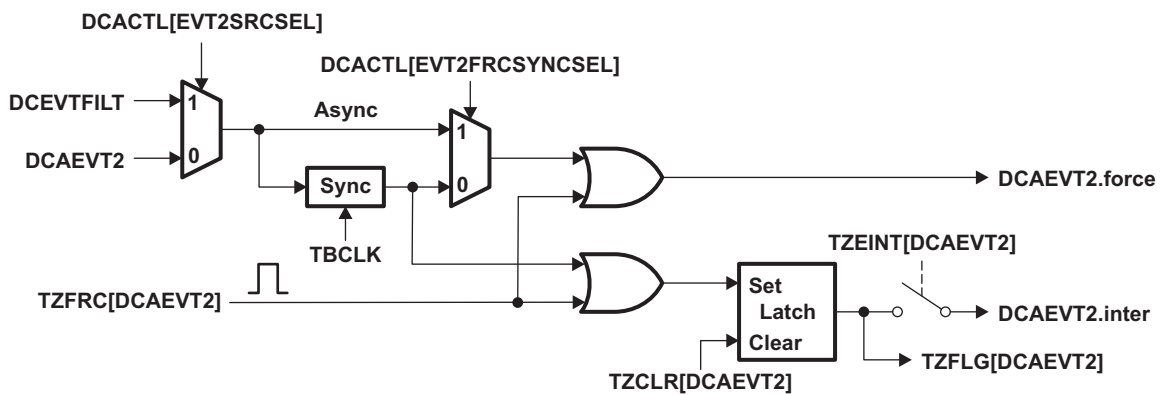 DCACTL[EVT2SRCSEL]
DCACTL[EVT2FRCSYNCSEL]
DCEVTFILT
1
Async
1
DCAEVT2
0
Sync
0
DCAEVT2.force
TBCLK
TZEINT[DCAEVT2]
TZFRC[DCAEVT2]
Set
Latch
DCAEVT2.inter
Clear
TZFLG[DCAEVT2]
TZCLR[DCAEVT2]